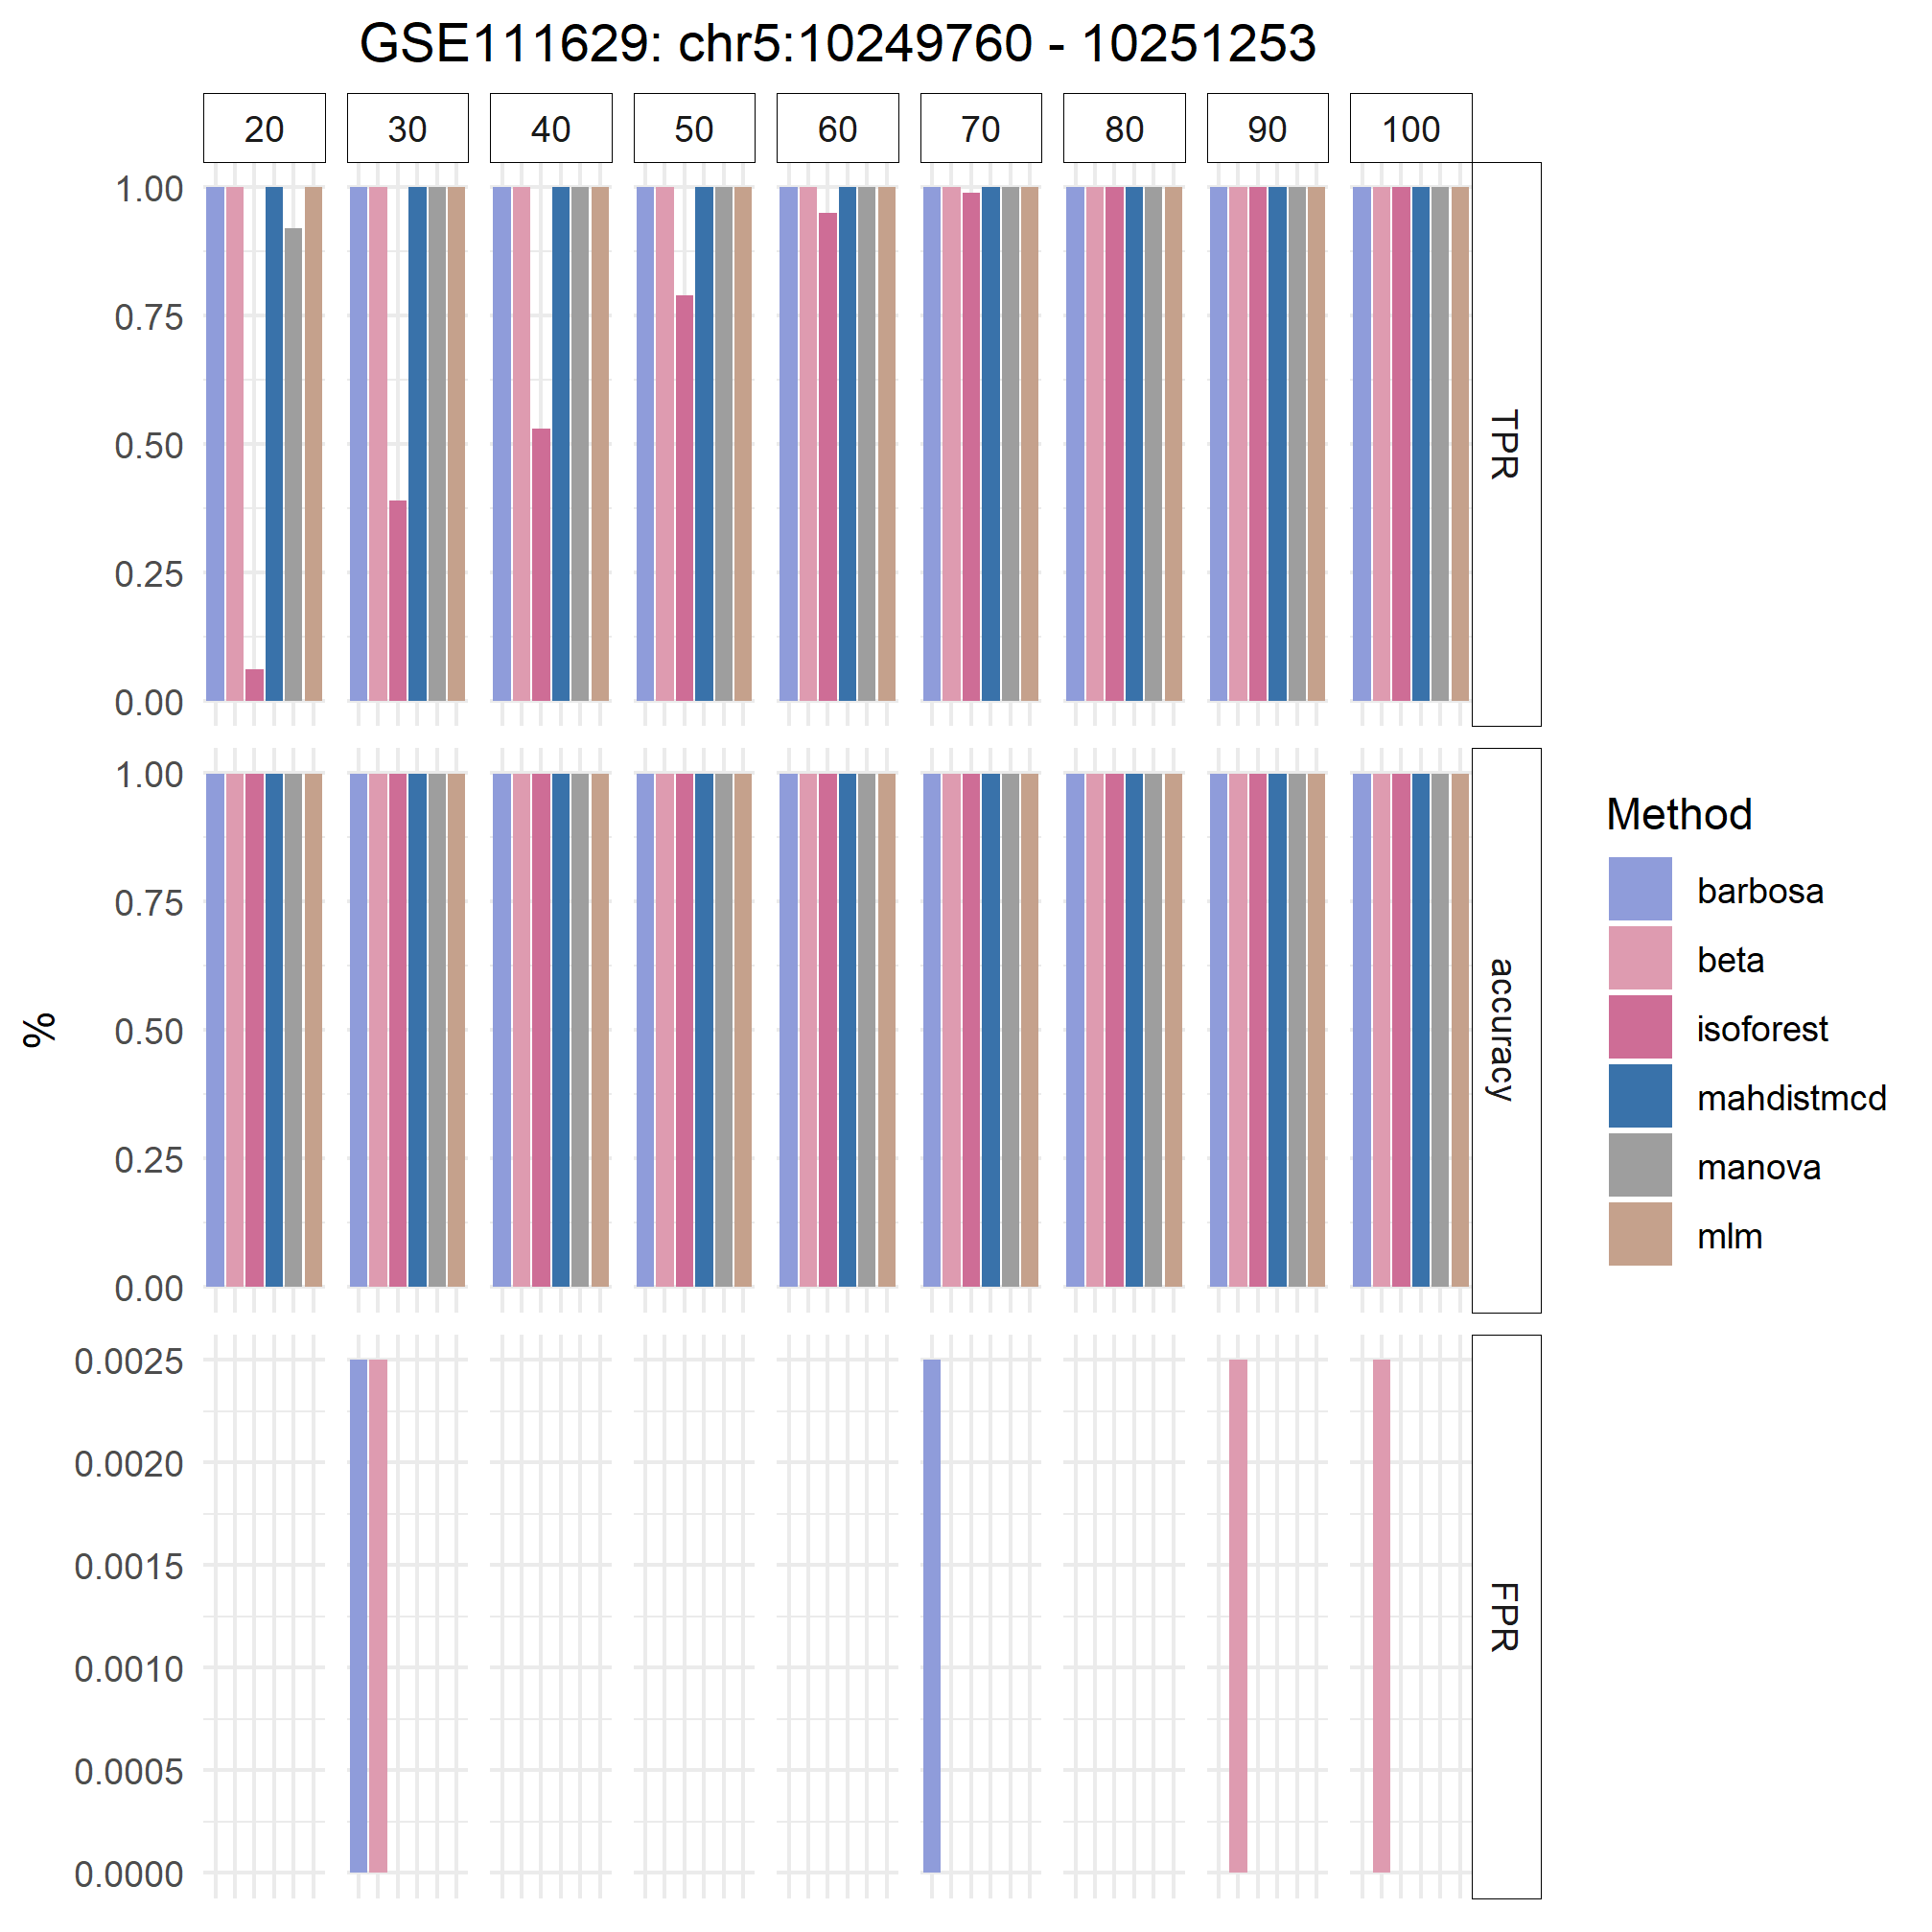 GSE111629: chr5:10249760 - 10251253
20 30 40 50 60 70 80 90 100
1.00
0.75
0.50
0.25
0.00
TPR
1.00
0.75
0.50
0.25
0.00
accuracy
0.0025
0.0020
0.0015
0.0010
0.0005
0.0000
FPR
%
Method
barbosa
beta
isoforest
mahdistmcd
manova
mlm